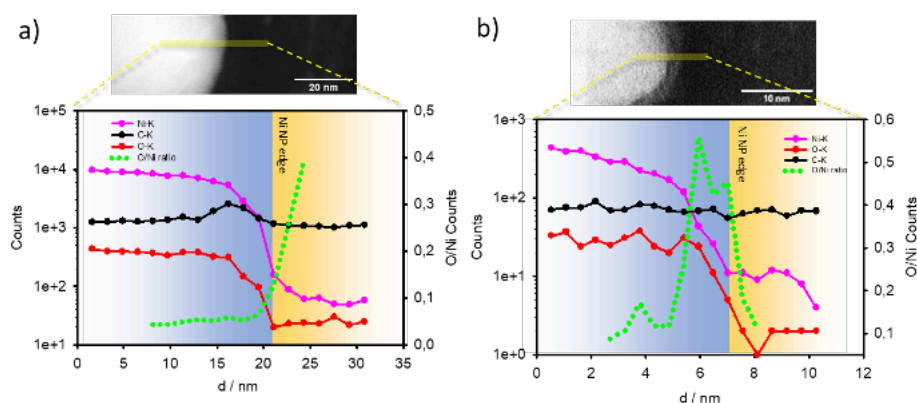 a)
20 nm
1e+5
1e+4
1e+3
1e+2
1e+1
Counts
Ni-K
C-K
O-K
O/Ni ratio
Ni NP edge
0,5
0,4
0,3
0,2
0,1
0,0
O/Ni Counts
0 5 10 15 20 25 30 35
d / nm
b)
10 nm
1e+3
1e+2
1e+1
1e+0
Counts
Ni-K
O-K
C-K
O/Ni ratio
Ni NP edge
0,6
0,5
0,4
0,3
0,2
0,1
O/Ni Counts
0 2 4 6 8 10 12
d / nm